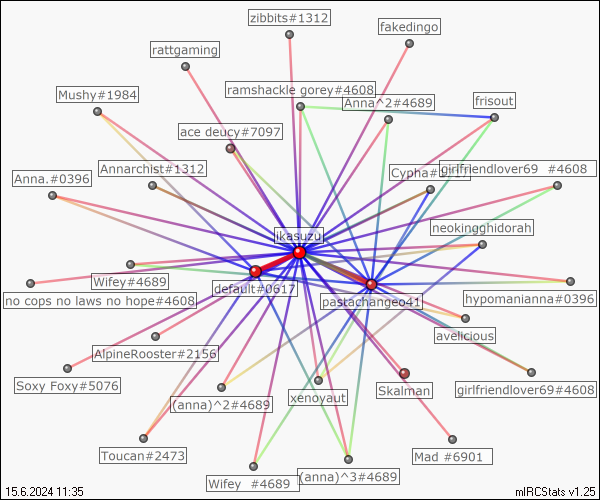 zibbits#1312
fakedingo
rattgaming
ramshackle gorey#4608
Mushy#1984
Anna^2#4689
frisout
ace deucy#7097
Annarchist#1312
girlfriendlover69 #4608
Anna.#0396
neokingghidorah
ikasuzu
Wifey#4689
default#0617
no cops no laws no hope#4608
pastachangeo41
hypomanianna#0396
avelicious
AlpineRooster#2156
Soxy Foxy#5076
(anna)^2#4689
xenoyaut
Skalman
girlfriendlover69#4608
Toucan#2473
Wifey #4689
(anna)^3#4689
Mad #6901
15.6.2024 11:35
mIRCStats v1.25